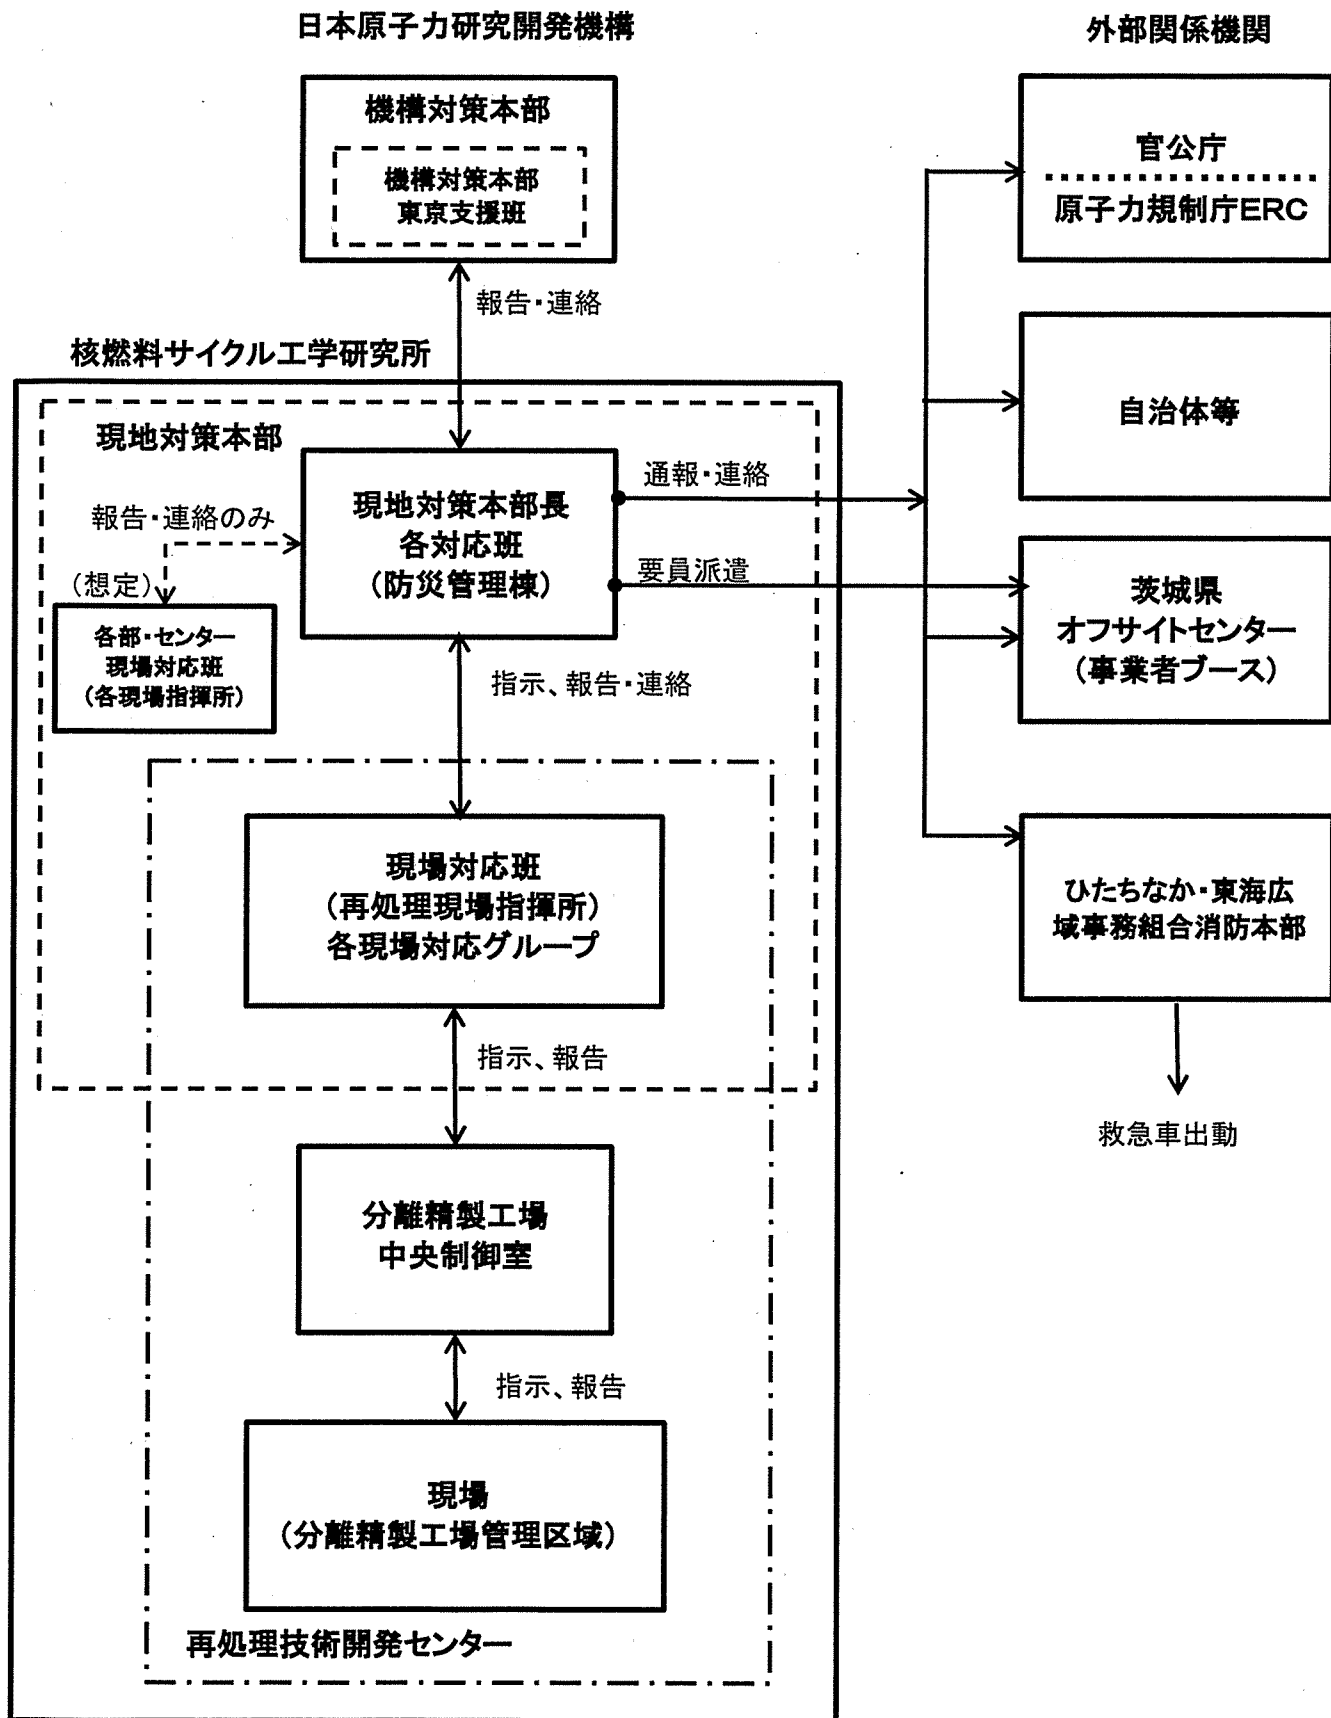 日本原子力研究開発機構
外部関係機関
機構対策本部
機構対策本部
東京支援班
官公庁
原子力規制庁ERC
報告・連絡
核燃料サイクル工学研究所
自治体等
現地対策本部
現地対策本部長
各対応班
(防災管理棟)
通報・連絡
報告・連絡のみ
(想定)
要員派遣
茨城県
オフサイトセンター
(事業者ブース)
各部・センター
現場対応班
(各現場指揮所)
指示、報告・連絡
現場対応班
(再処理現場指揮所)
各現場対応グループ
ひたちなか・東海広
域事務組合消防本部
指示、報告
救急車出動
分離精製工場
中央制御室
指示、報告
現場
(分離精製工場管理区域)
再処理技術開発センター